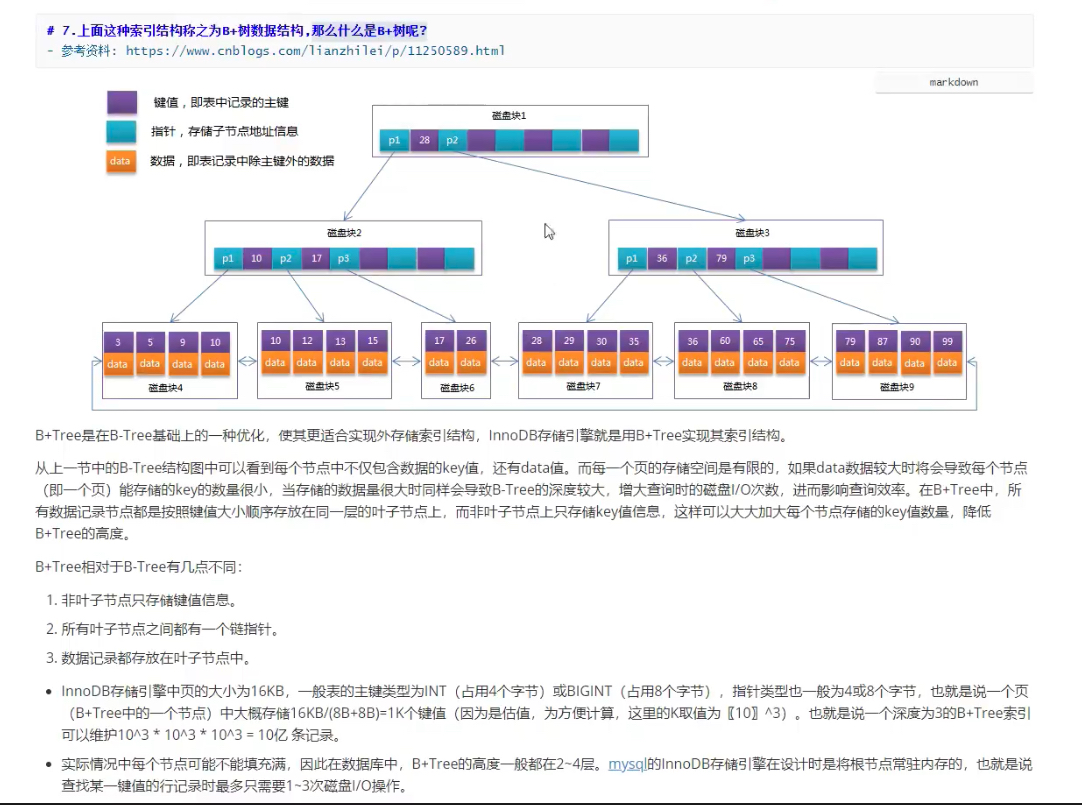 # 7.上面这种索引结构称之为B+树数据结构,那么什么是B+树呢?
- 参考资料: https://www.cnblogs.com/lianzhilei/p/11250589.html
markdown
键值，即表中记录的主键
指针，存储子节点地址信息
data 数据，即表记录中除主键外的数据
磁盘块1
p1 28 p2
磁盘块2
p1 10 p2 17 p3
磁盘块3
p1 36 p2 79 p3
3 5 9 10
data data data data
磁盘块4
10 12 13 15
data data data data
磁盘块5
17 26
data data
磁盘块6
28 29 30 35
data data data data
磁盘块7
36 60 65 75
data data data data
磁盘块8
79 87 90 99
data data data data
磁盘块9
B+Tree是在B-Tree基础上的一种优化，使其更适合实现外存储索引结构，InnoDB存储引擎就是用B+Tree实现其索引结构。
从上一节中的B-Tree结构图中可以看到每个节点中不仅包含数据的key值，还有data值。而每一个页的存储空间是有限的，如果data数据较大时将会导致每个节点
（即一个页）能存储的key的数量很小，当存储的数据量很大时同样会导致B-Tree的深度较大，增大查询时的磁盘I/O次数，进而影响查询效率。在B+Tree中，所
有数据记录节点都是按照键值大小顺序存放在同一层的叶子节点上，而非叶子节点上只存储key值信息，这样可以大大加大每个节点存储的key值数量，降低
B+Tree的高度。
B+Tree相对于B-Tree有几点不同：
1. 非叶子节点只存储键值信息。
2. 所有叶子节点之间都有一个链指针。
3. 数据记录都存放在叶子节点中。
• InnoDB存储引擎中页的大小为16KB，一般表的主键类型为INT（占用4个字节）或BIGINT（占用8个字节），指针类型也一般为4或8个字节，也就是说一个页
（B+Tree中的一个节点）中大概存储16KB/(8B+8B)=1K个键值（因为是估值，为方便计算，这里的K取值为〖10〗^3）。也就是说一个深度为3的B+Tree索引
可以维护10^3 * 10^3 * 10^3 = 10亿 条记录。
• 实际情况中每个节点可能不能填充满，因此在数据库中，B+Tree的高度一般都在2~4层。mysql的InnoDB存储引擎在设计时是将根节点常驻内存的，也就是说
查找某一键值的行记录时最多只需要1~3次磁盘I/O操作。